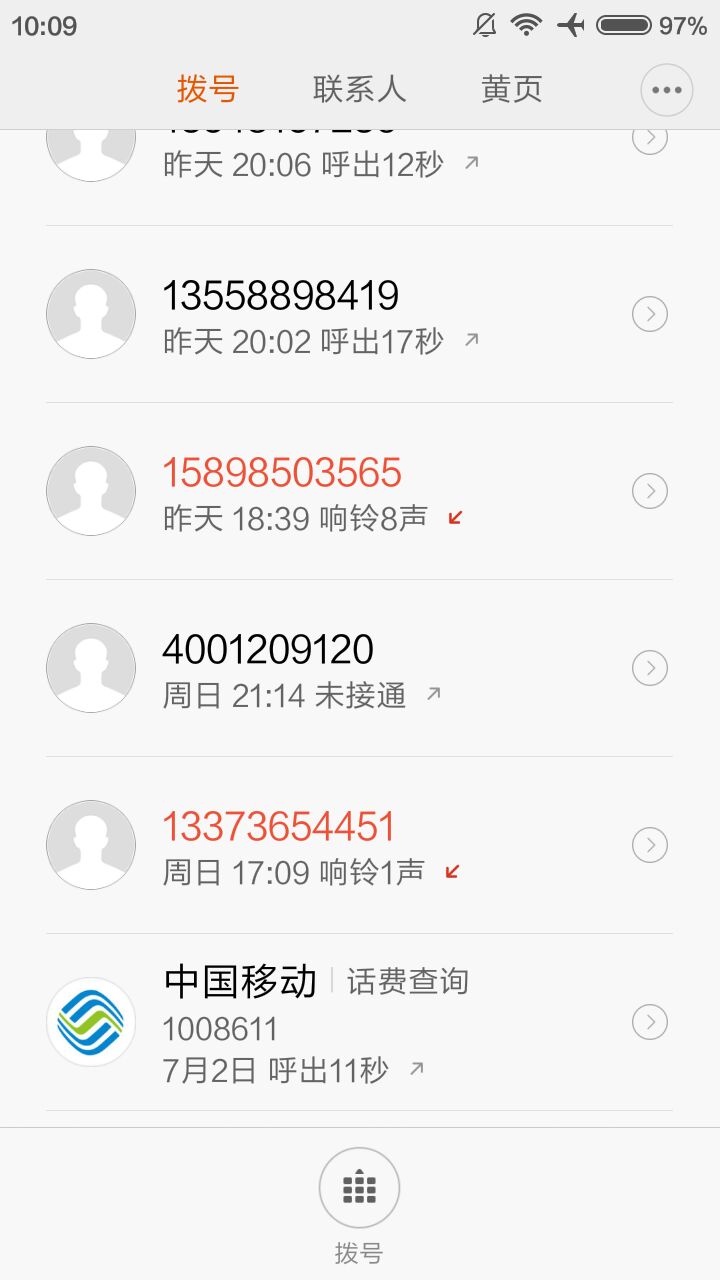 10:09
97%
拨号
联系人
黄页
昨天 20:06 呼出12秒
13558898419
昨天 20:02 呼出17秒
15898503565
昨天 18:39 响铃8声
4001209120
周日 21:14 未接通
13373654451
周日 17:09 响铃1声
中国移动 话费查询
1008611
7月2日 呼出11秒
拨号